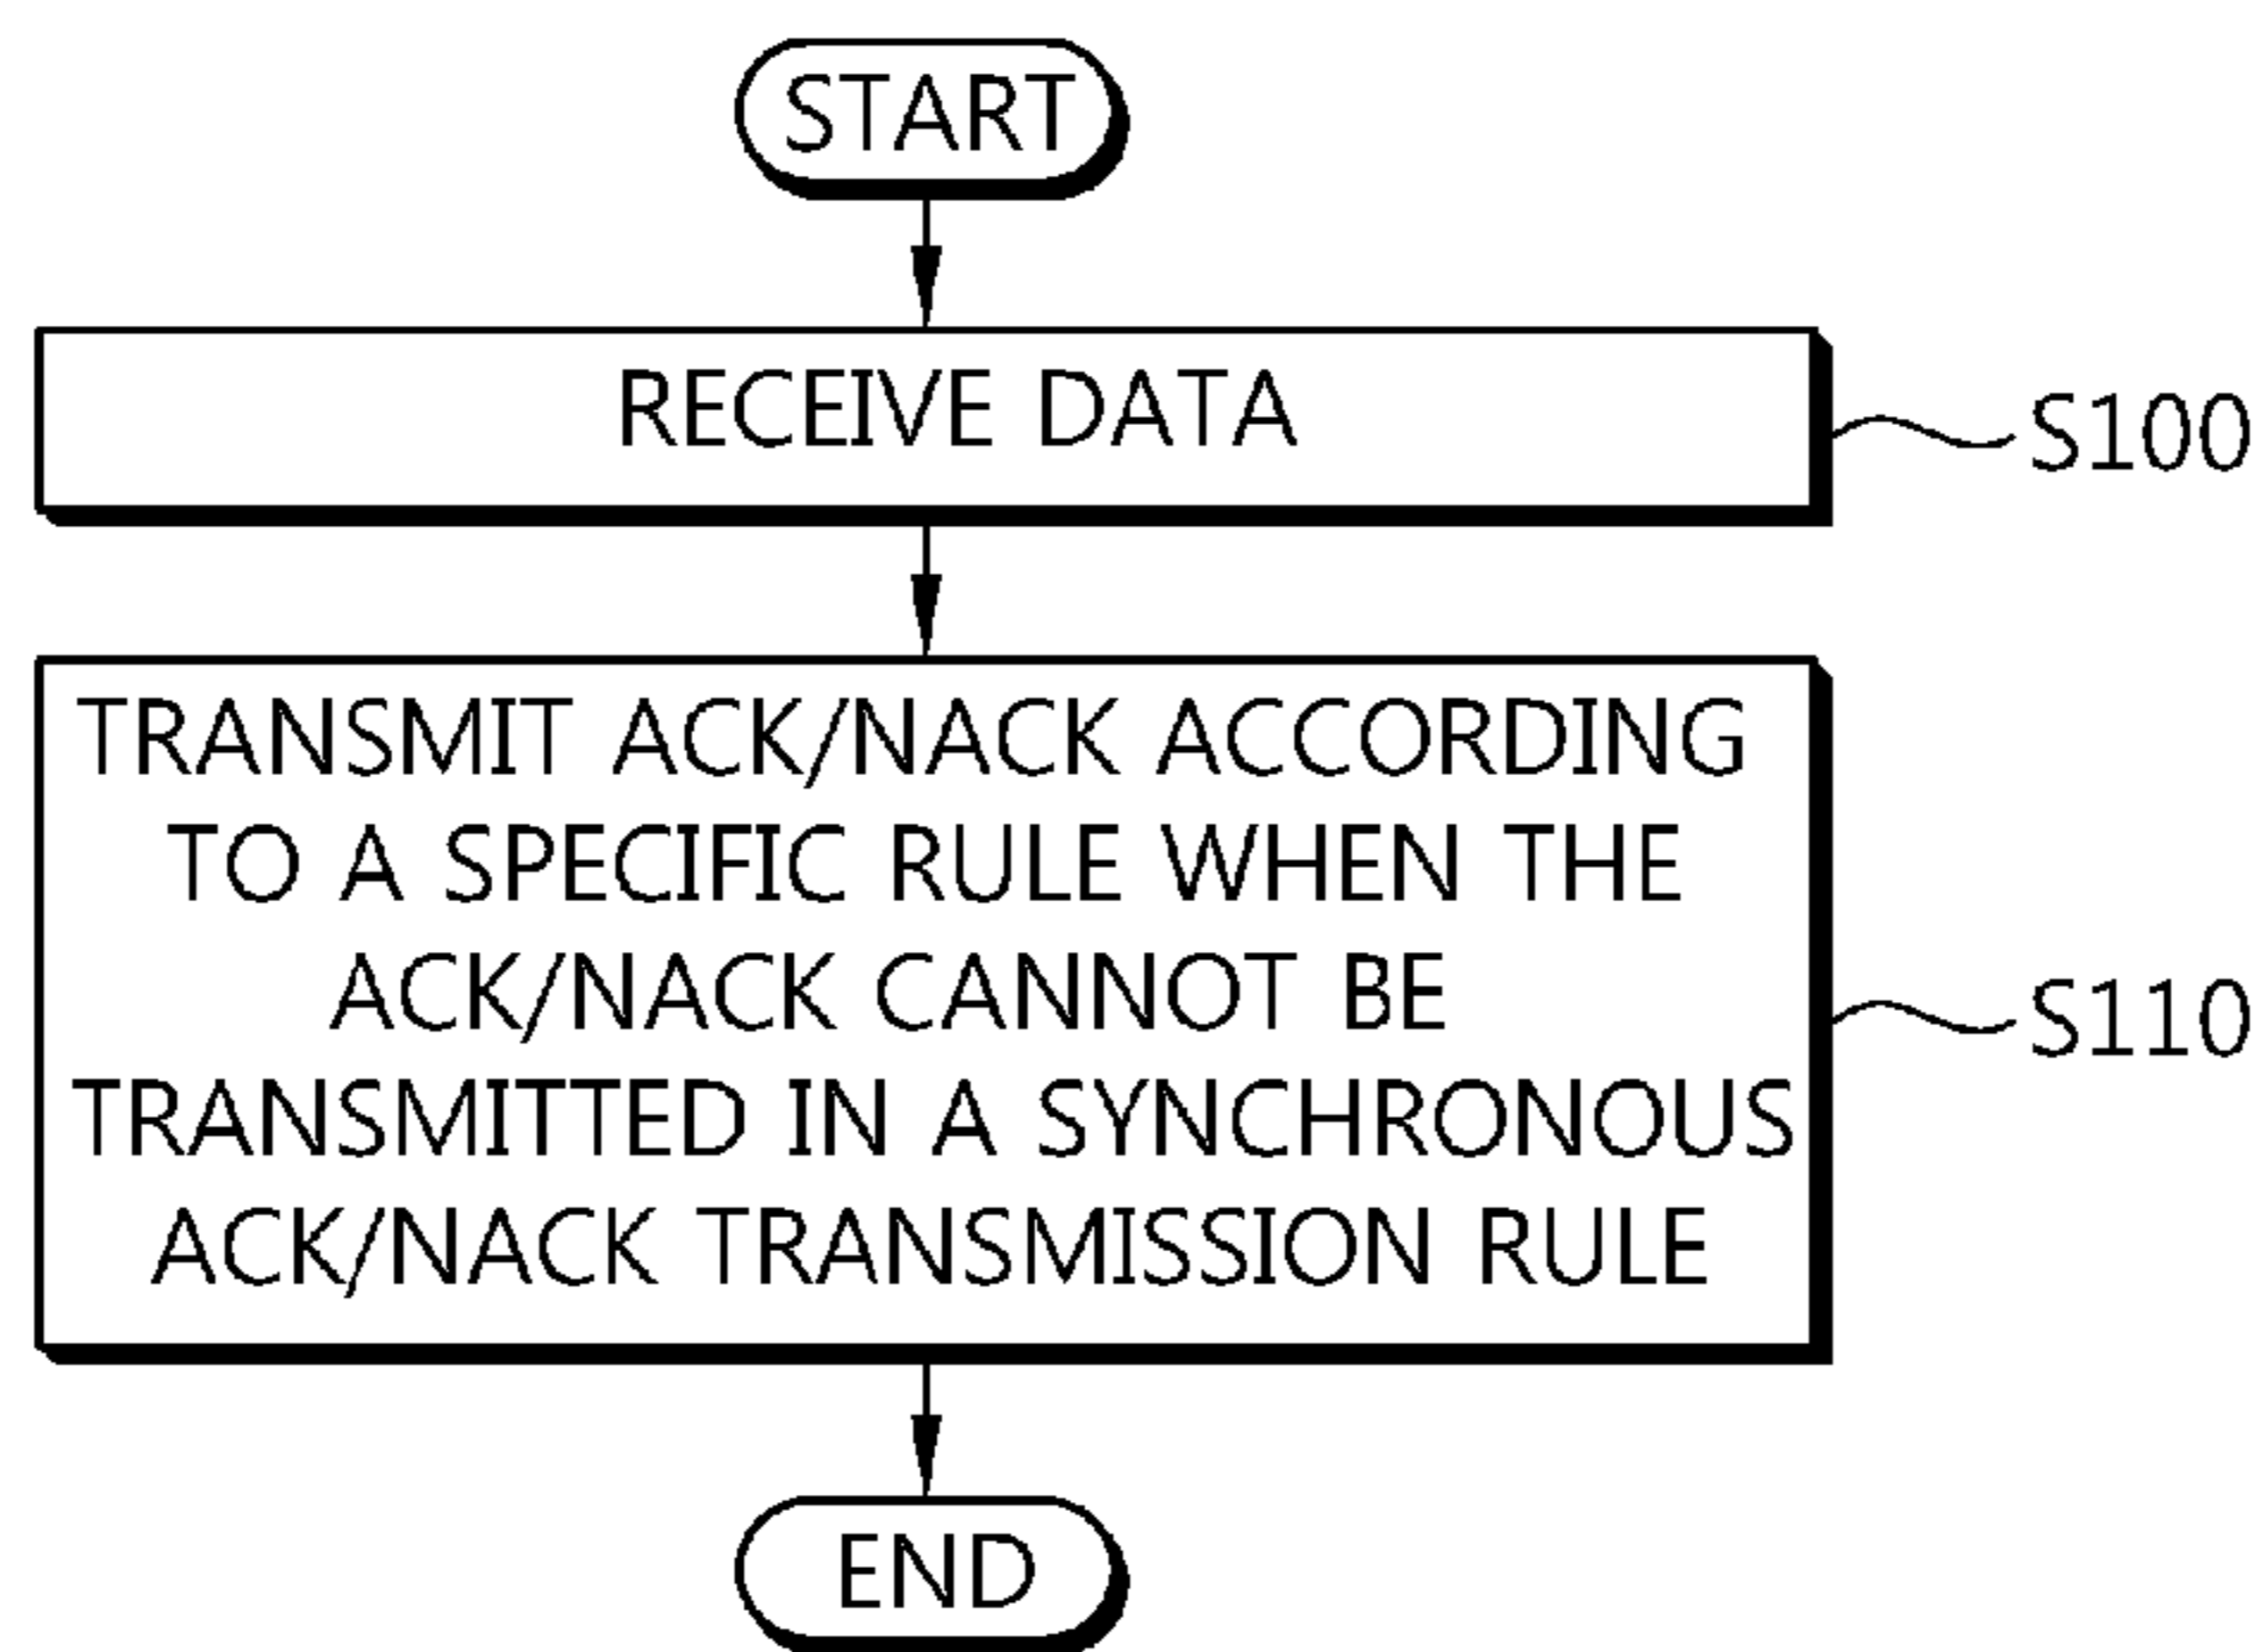 START
RECEIVE DATA
S100
TRANSMIT ACK/NACK ACCORDING
TO A SPECIFIC RULE WHEN THE
ACK/NACK CANNOT BE
TRANSMITTED IN A SYNCHRONOUS
ACK/NACK TRANSMISSION RULE
S110
END